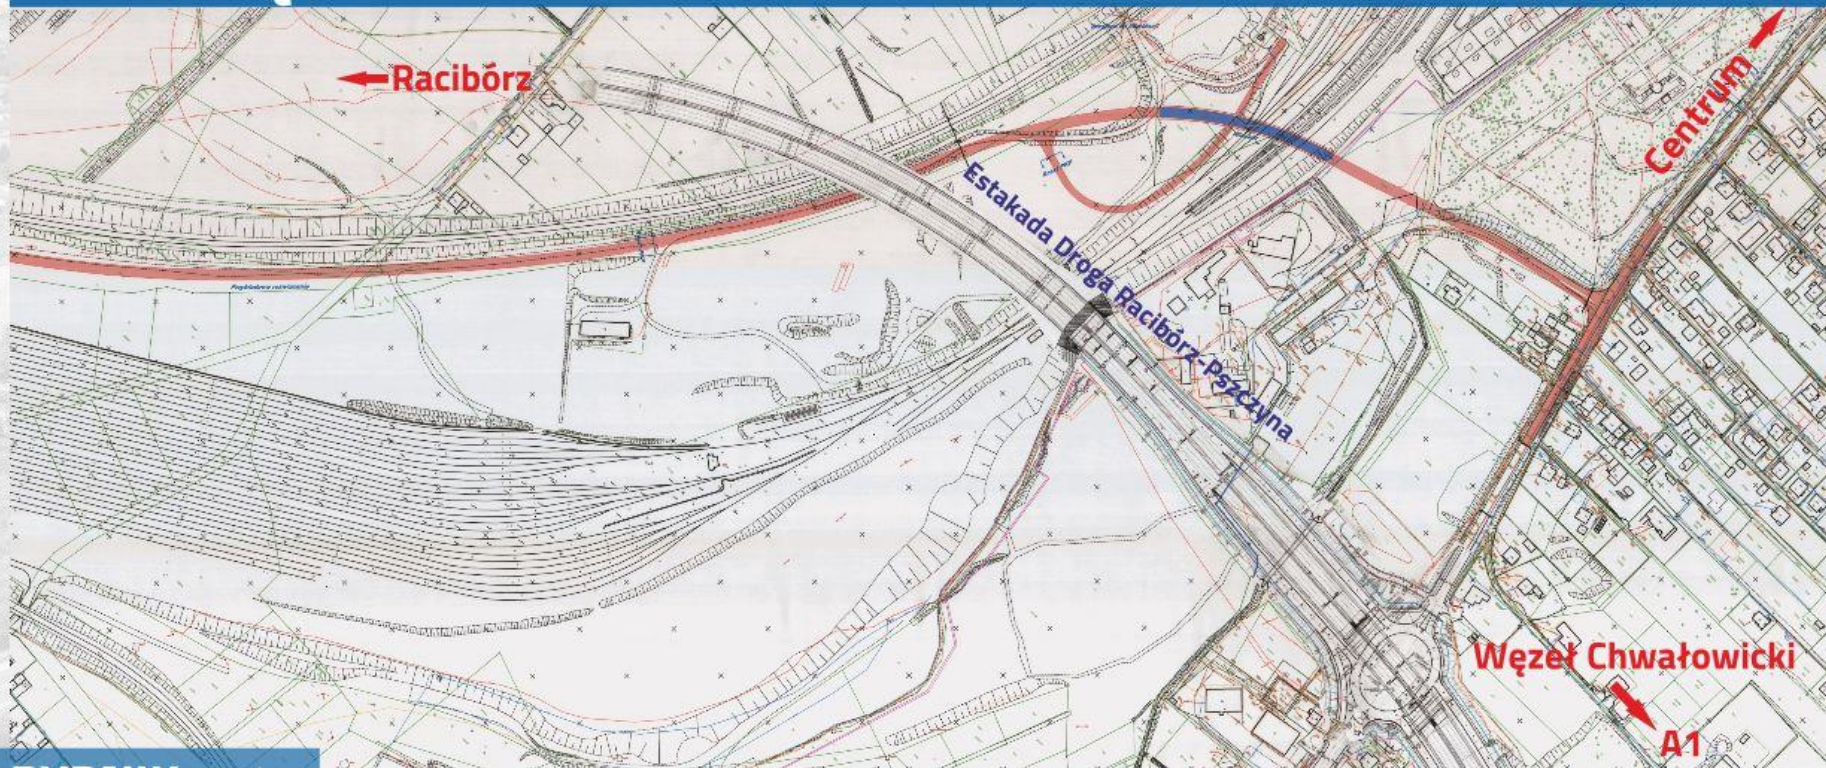 Racibórz
Centrum
Estakada Droga Racibórz-Pszczyna
Węzeł Chwałowicki
A1